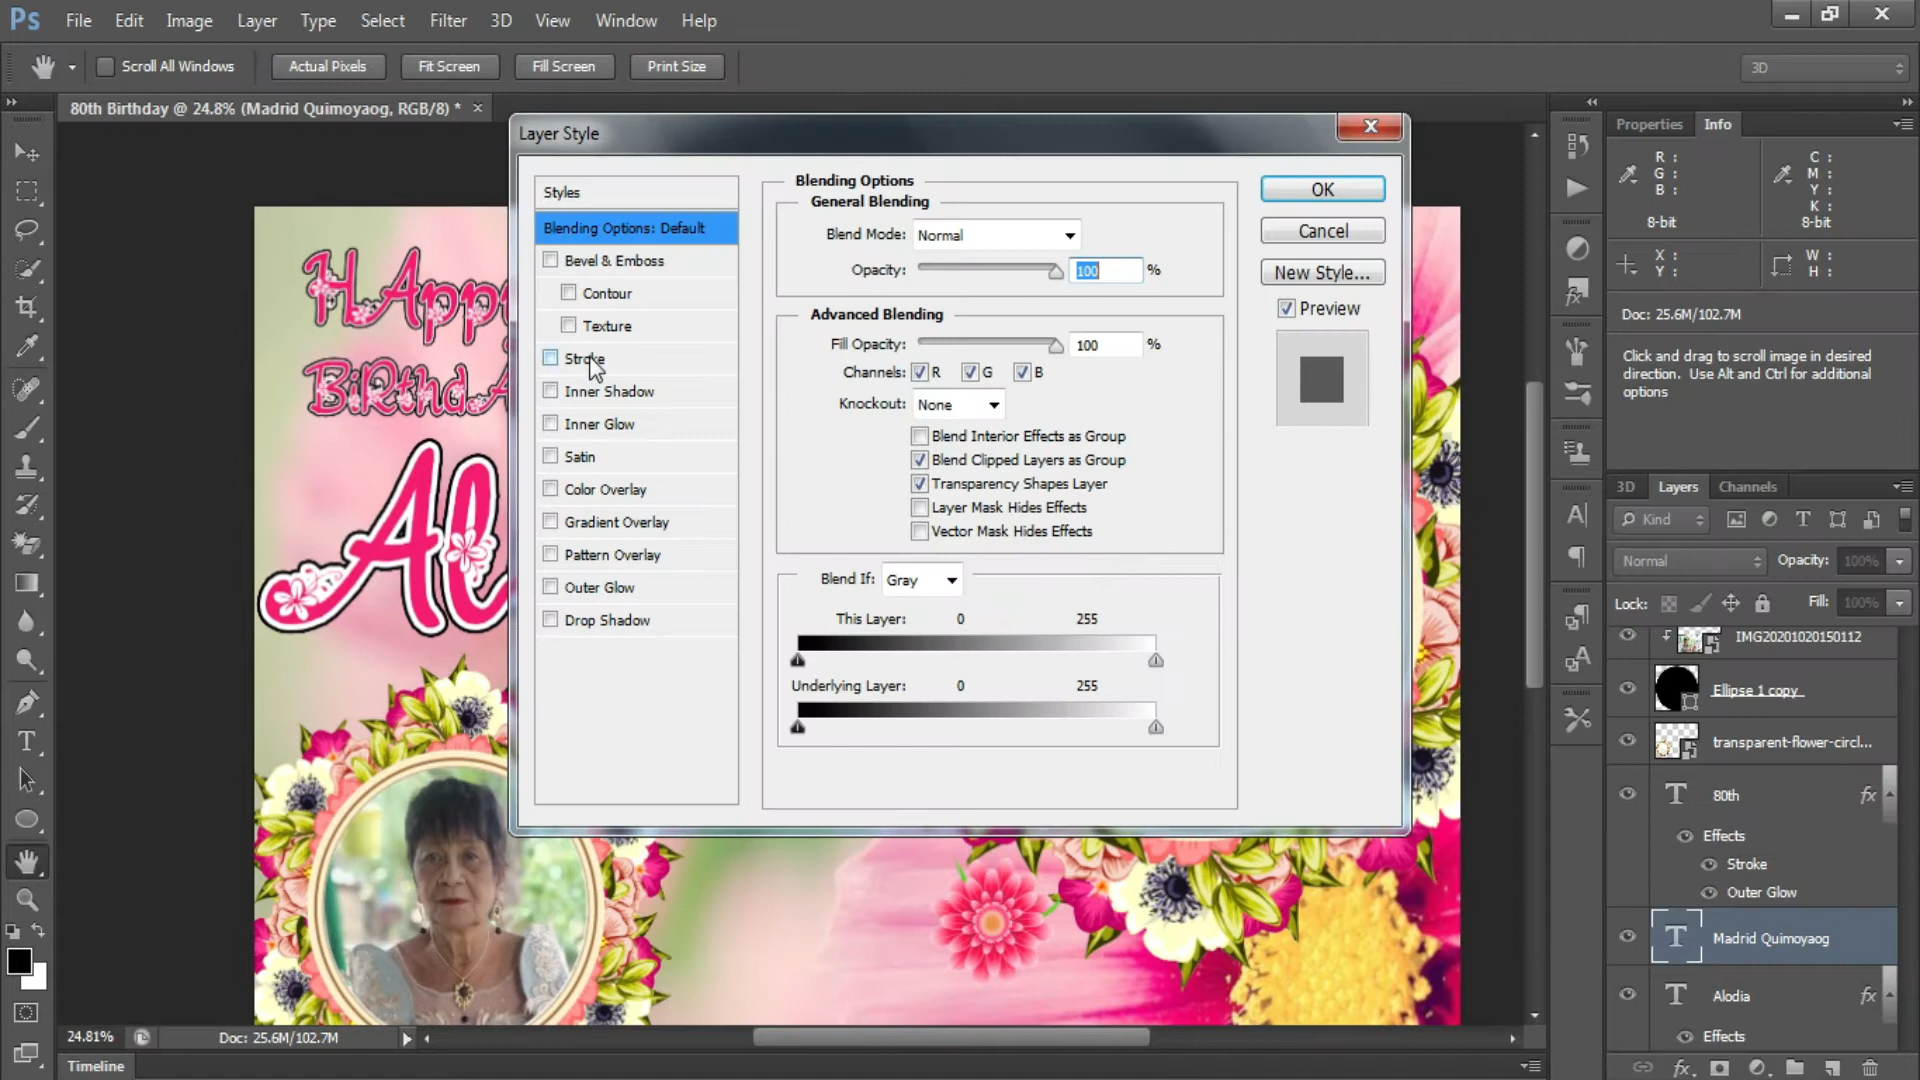 Ps File Edit Image Layer Type Select Filter 3D View Window Help
Scroll All Windows Actual Pixels Fit Screen Fill Screen Print Size 3D
80th Birthday @ 24.8% (Madrid Quimoyaog, RGB/8) * ×
HAppy
BiRthdA
Al
Layer Style
Styles
Blending Options: Default
Bevel & Emboss
Contour
Texture
Stroke
Inner Shadow
Inner Glow
Satin
Color Overlay
Gradient Overlay
Pattern Overlay
Outer Glow
Drop Shadow
Blending Options
General Blending
Blend Mode: Normal
Opacity: 100 %
Advanced Blending
Fill Opacity: 100 %
Channels: R G B
Knockout: None
Blend Interior Effects as Group
Blend Clipped Layers as Group
Transparency Shapes Layer
Layer Mask Hides Effects
Vector Mask Hides Effects
Blend If: Gray
This Layer: 0 255
Underlying Layer: 0 255
OK
Cancel
New Style...
Preview
Properties Info
R : C :
G : M :
B : Y :
K :
8-bit 8-bit
X : W :
Y : H :
Doc: 25.6M/102.7M
Click and drag to scroll image in desired
direction. Use Alt and Ctrl for additional
options
3D Layers Channels
Kind
Normal Opacity: 100%
Lock: Fill: 100%
IMG20201020150112
Ellipse 1 copy
transparent-flower-circl...
80th fx
Effects
Stroke
Outer Glow
Madrid Quimoyaog
Alodia fx
Effects
24.81% Doc: 25.6M/102.7M
Timeline